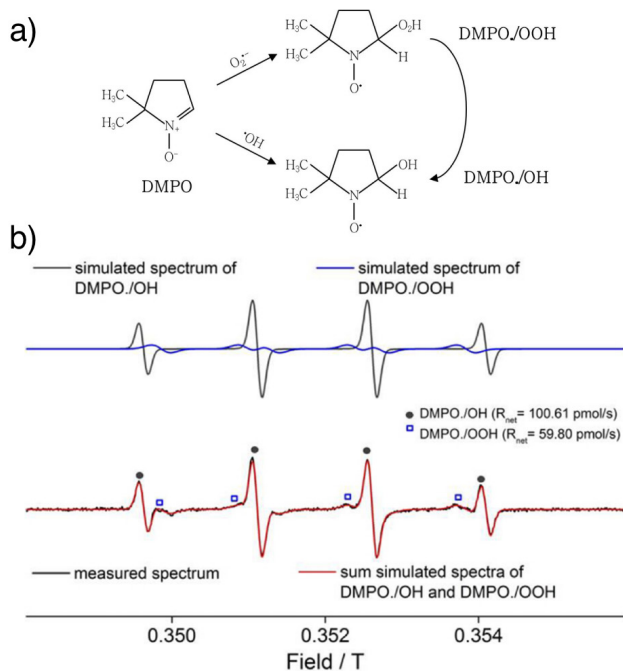 a)
O₂•⁻
•OH
H₃C
H₃C
N⁺
O⁻
DMPO
H₃C
H₃C
O₂H
N
H
O•
DMPO./OOH
H₃C
H₃C
OH
N
H
O•
DMPO./OH
b)
simulated spectrum of
DMPO./OH
simulated spectrum of
DMPO./OOH
DMPO./OH (Rnet= 100.61 pmol/s)
DMPO./OOH (Rnet= 59.80 pmol/s)
measured spectrum
sum simulated spectra of
DMPO./OH and DMPO./OOH
0.350
0.352
0.354
Field / T